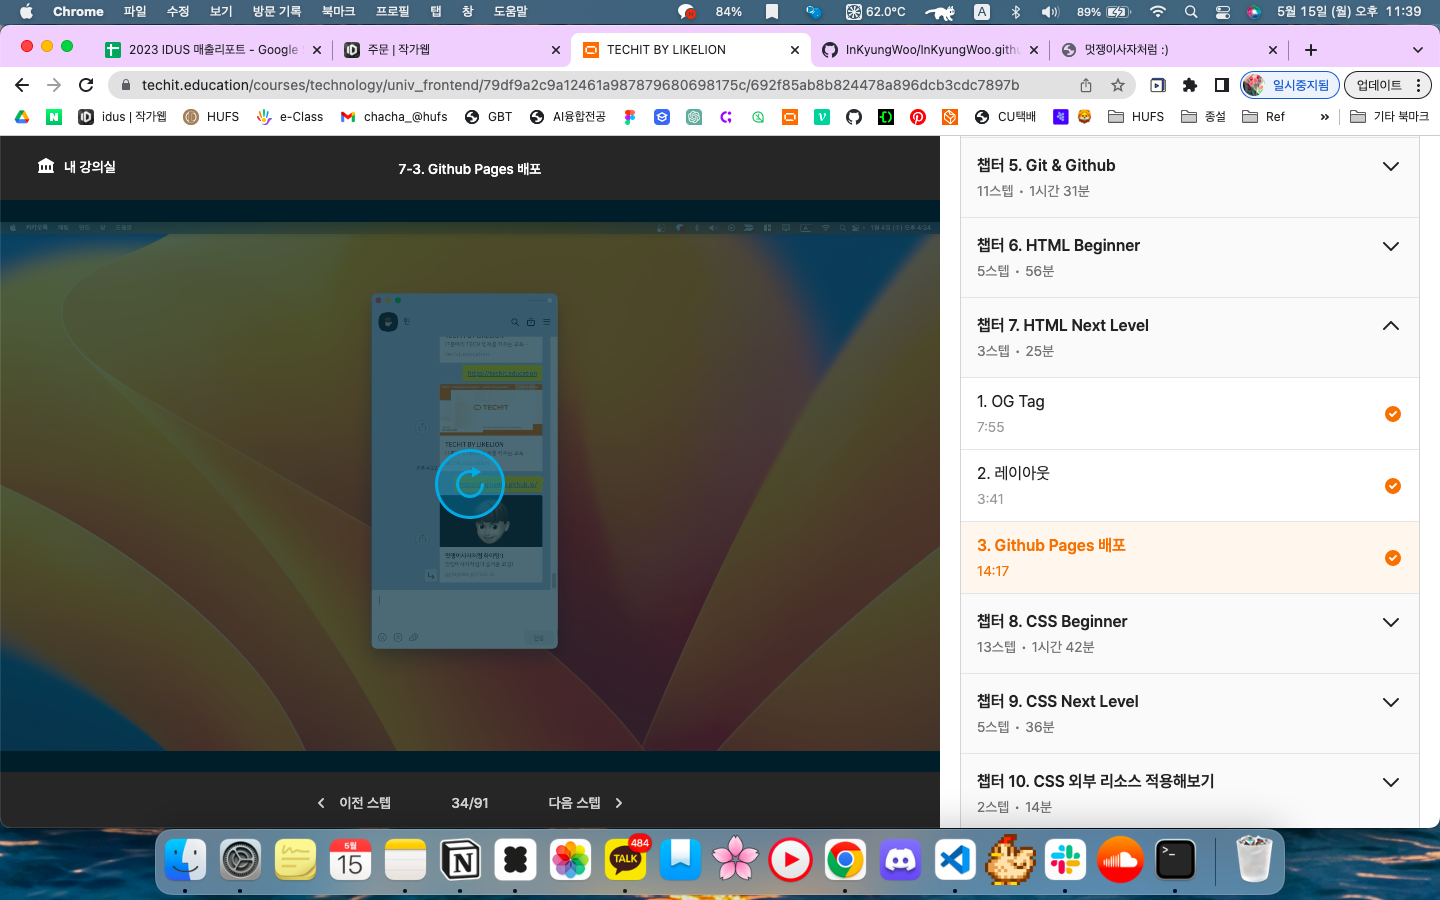 Chrome 파일 수정 보기 방문 기록 북마크 프로필 탭 창 도움말 84% 62.0°C A 89% 5월 15일 (월) 오후 11:39
2023 IDUS 매출리포트 - Google
주문 | 작가웹
TECHIT BY LIKELION
InKyungWoo/InKyungWoo.gith
멋쟁이사자처럼 :)
techit.education/courses/technology/univ_frontend/79df9a2c9a12461a987879680698175c/692f85ab8b824478a896dcb3cdc7897b
일시중지됨
업데이트
idus | 작가웹 HUFS e-Class chacha_@hufs GBT AI융합전공 CU택배 HUFS 종설 Ref » 기타 북마크
내 강의실
7-3. Github Pages 배포
https://techit.education
TECHIT
TECHIT BY LIKELION
이전 스텝
34/91
다음 스텝
챕터 5. Git & Github
11스텝 • 1시간 31분
챕터 6. HTML Beginner
5스텝 • 56분
챕터 7. HTML Next Level
3스텝 • 25분
1. OG Tag
7:55
2. 레이아웃
3:41
3. Github Pages 배포
14:17
챕터 8. CSS Beginner
13스텝 • 1시간 42분
챕터 9. CSS Next Level
5스텝 • 36분
챕터 10. CSS 외부 리소스 적용해보기
2스텝 • 14분
5월
15
TALK
484